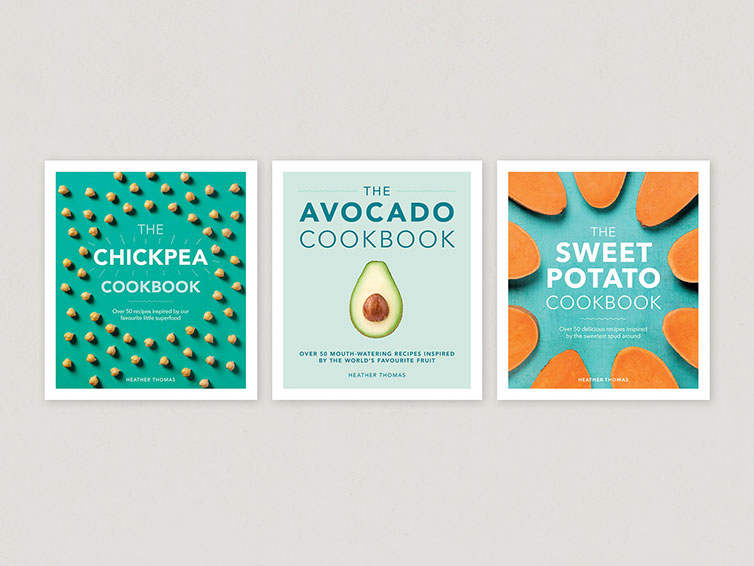 THE
CHICKPEA
COOKBOOK
Over 50 recipes inspired by our
favourite little superfood
HEATHER THOMAS
THE
AVOCADO
COOKBOOK
OVER 50 MOUTH-WATERING RECIPES INSPIRED
BY THE WORLD'S FAVOURITE FRUIT
HEATHER THOMAS
THE
SWEET
POTATO
COOKBOOK
Over 50 delicious recipes inspired
by the sweetest spud around
HEATHER THOMAS